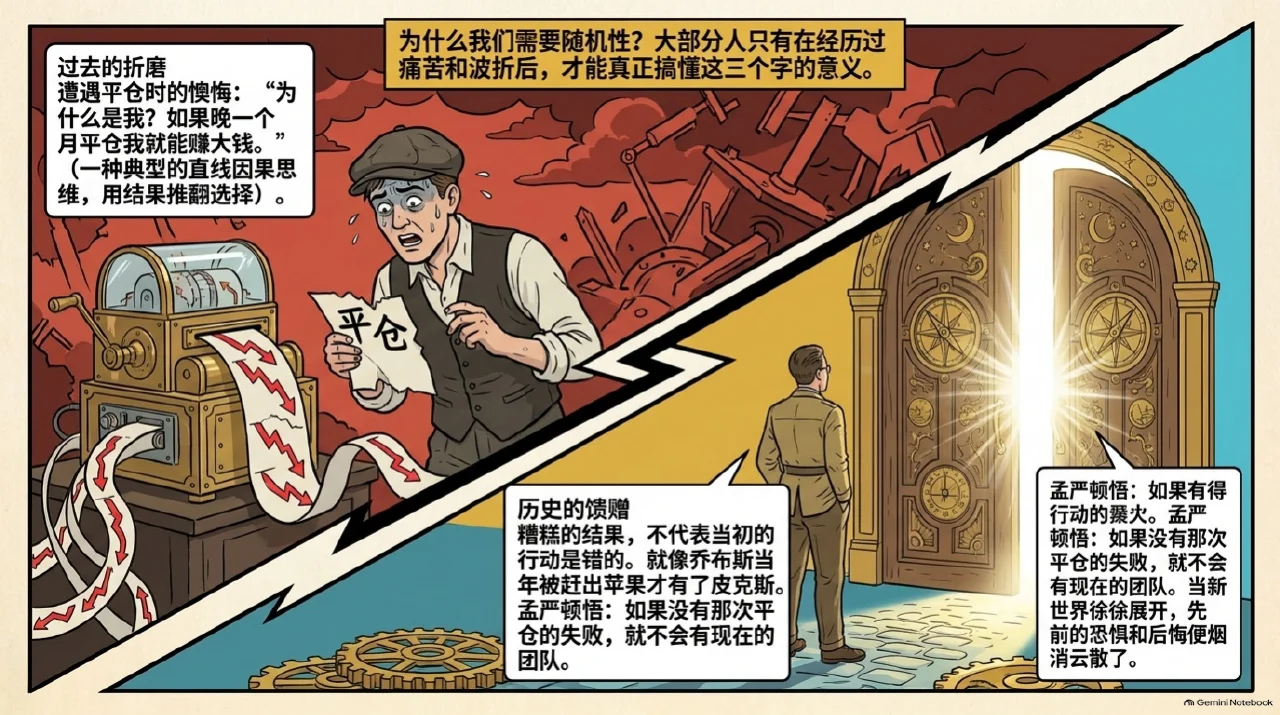 为什么我们需要随机性？大部分人只有在经历过
痛苦和波折后，才能真正搞懂这三个字的意义。
过去的折磨
遭遇平仓时的懊悔：“为
什么是我？如果晚一个
月平仓我就能赚大钱。”
（一种典型的直线因果思
维，用结果推翻选择）。
平仓
历史的馈赠
糟糕的结果，不代表当初的
行动是错的。就像乔布斯当
年被赶出苹果才有了皮克斯。
孟严顿悟：如果没有那次平
仓的失败，就不会有现在的
团队。
孟严顿悟：如果有得
行动的火。孟严
顿悟：如果没有那次
平仓的失败，就不会
有现在的团队。当新
世界徐徐展开，先
前的恐惧和后悔便烟
消云散了。
Gemini Notebook